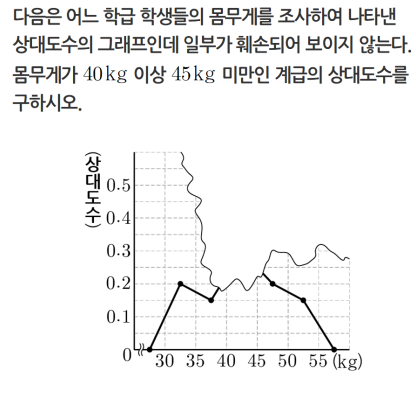 다음은 어느 학급 학생들의 몸무게를 조사하여 나타낸
상대도수의 그래프인데 일부가 훼손되어 보이지 않는다.
몸무게가 40 kg 이상 45 kg 미만인 계급의 상대도수를
구하시오.
(상대도수)
0.5
0.4
0.3
0.2
0.1
0
30 35 40 45 50 55 (kg)